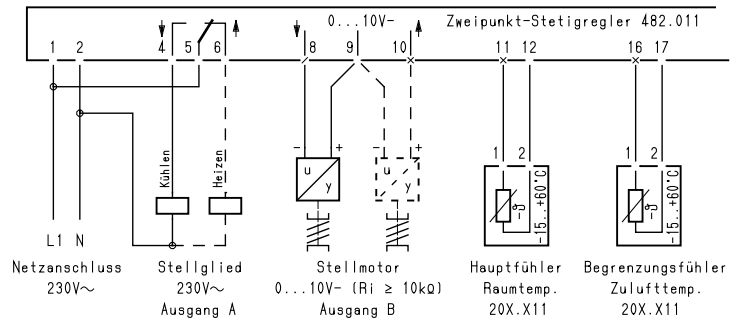 0...10V- Zweipunkt-Stetigregler 482.011
1 2 4 5 6 8 9 10 11 12 16 17
Kühlen Heizen
- + - +
u y u y
1 2 1 2
ϑ -15..+60°C ϑ -15..+60°C
L1 N
Netzanschluss Stellglied Stellmotor Hauptfühler Begrenzungsfühler
230V~ 230V~ 0...10V- (Ri ≥ 10kΩ) Raumtemp. Zulufttemp.
Ausgang A Ausgang B 20X.X11 20X.X11